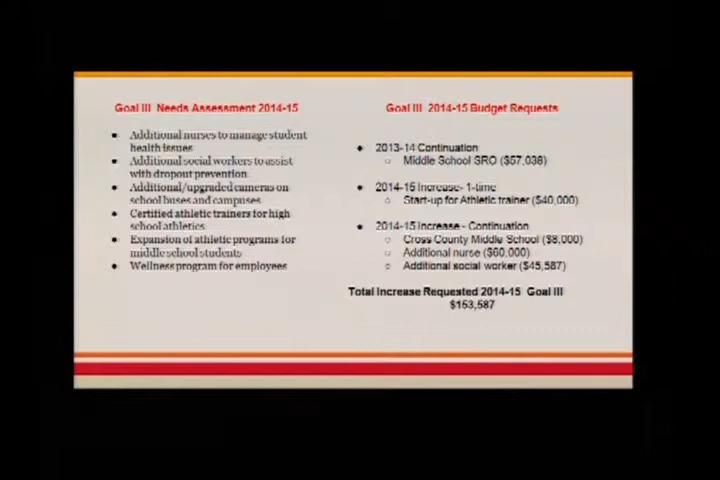 Goal III Needs Assessment 2014-15
• Additional nurses to manage student
health issues
• Additional social workers to assist
with dropout prevention
• Additional/upgraded cameras on
school buses and campuses
• Certified athletic trainers for high
school athletics
• Expansion of athletic programs for
middle school students
• Wellness program for employees
Goal III 2014-15 Budget Requests
• 2013-14 Continuation
○ Middle School SRO ($57,038)
• 2014-15 Increase- 1-time
○ Start-up for Athletic trainer ($40,000)
• 2014-15 Increase - Continuation
○ Cross County Middle School ($8,000)
○ Additional nurse ($60,000)
○ Additional social worker ($45,587)
Total Increase Requested 2014-15 Goal III
$153,587